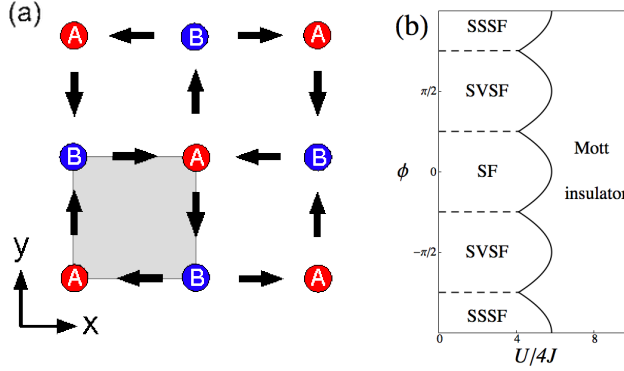 (a)
A B A
B A B
A B A
y
x
(b)
SSSF
π/2 SVSF
ϕ 0 SF Mott
insulator
−π/2 SVSF
SSSF
0 4 8
U/4J